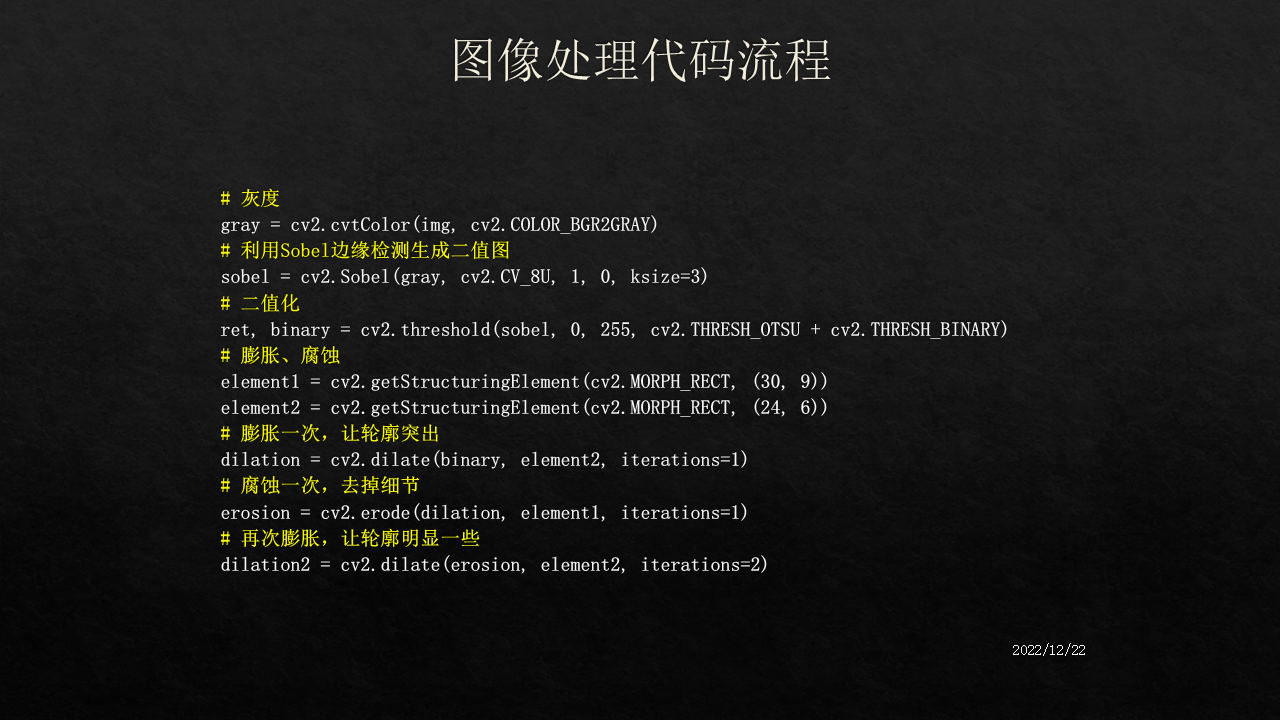 图像处理代码流程
# 灰度
gray = cv2.cvtColor(img, cv2.COLOR_BGR2GRAY)
# 利用Sobel边缘检测生成二值图
sobel = cv2.Sobel(gray, cv2.CV_8U, 1, 0, ksize=3)
# 二值化
ret, binary = cv2.threshold(sobel, 0, 255, cv2.THRESH_OTSU + cv2.THRESH_BINARY)
# 膨胀、腐蚀
element1 = cv2.getStructuringElement(cv2.MORPH_RECT, (30, 9))
element2 = cv2.getStructuringElement(cv2.MORPH_RECT, (24, 6))
# 膨胀一次，让轮廓突出
dilation = cv2.dilate(binary, element2, iterations=1)
# 腐蚀一次，去掉细节
erosion = cv2.erode(dilation, element1, iterations=1)
# 再次膨胀，让轮廓明显一些
dilation2 = cv2.dilate(erosion, element2, iterations=2)
2022/12/22